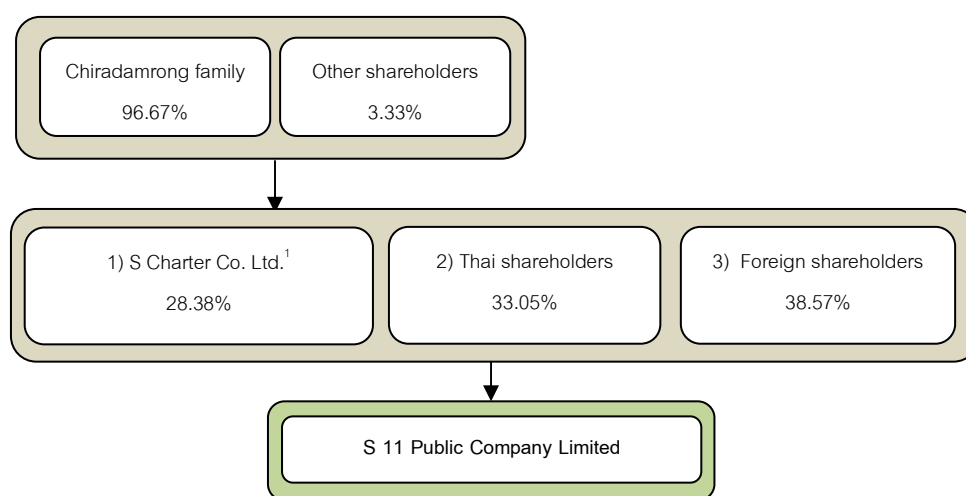 Chiradamrong family
96.67%
Other shareholders
3.33%
1) S Charter Co. Ltd.1
28.38%
2) Thai shareholders
33.05%
3) Foreign shareholders
38.57%
S 11 Public Company Limited